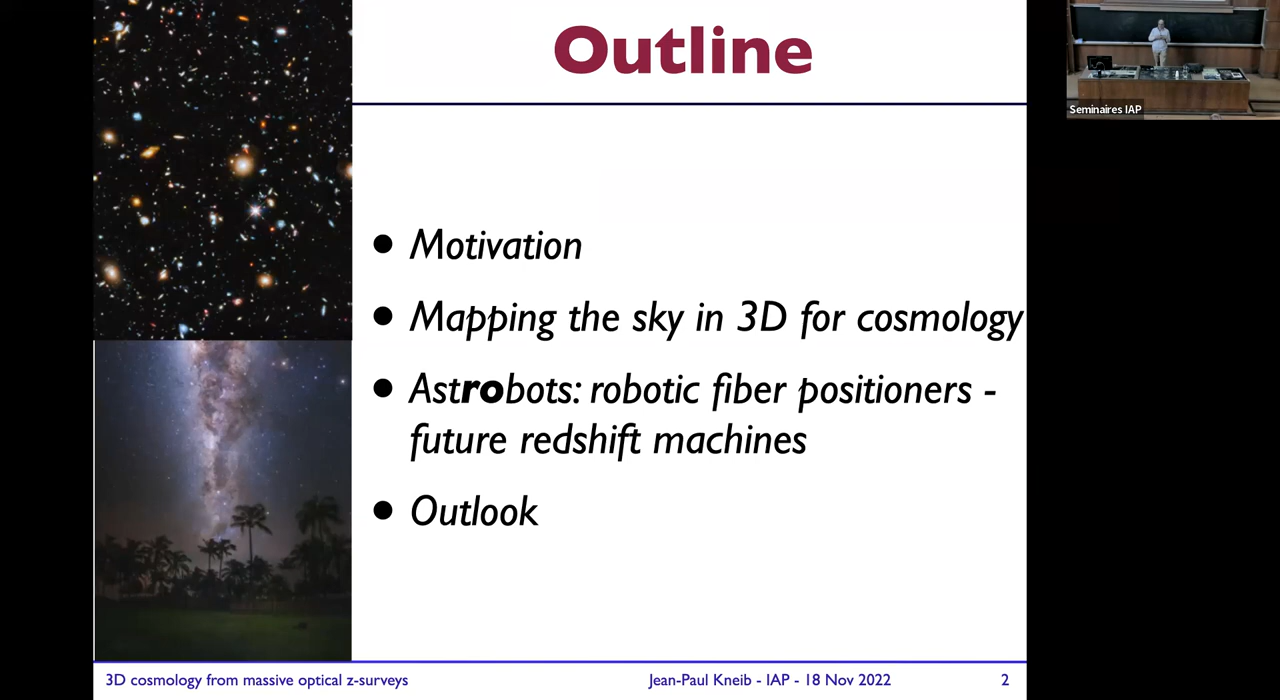 Outline
Seminaires IAP
• Motivation
• Mapping the sky in 3D for cosmology
• Astrobots: robotic fiber positioners -
future redshift machines
• Outlook
3D cosmology from massive optical z-surveys
Jean-Paul Kneib - IAP - 18 Nov 2022
2